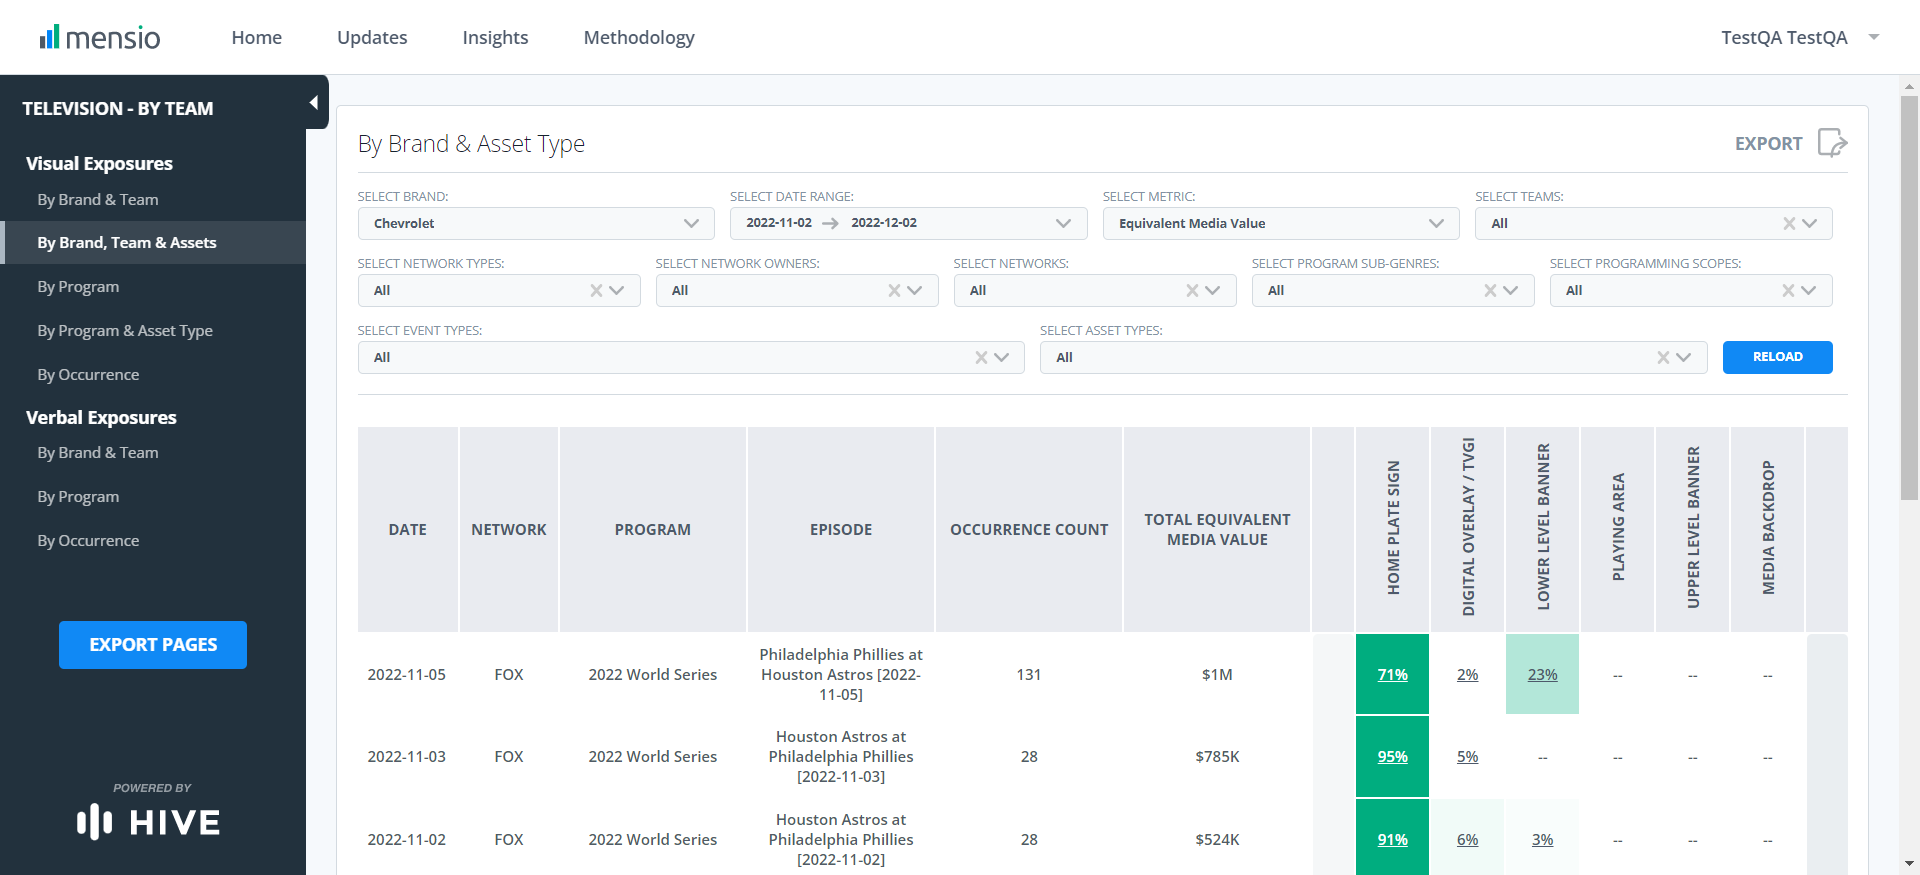 mensio
Home
Updates
Insights
Methodology
TestQA TestQA
TELEVISION - BY TEAM
Visual Exposures
By Brand & Team
By Brand, Team & Assets
By Program
By Program & Asset Type
By Occurrence
Verbal Exposures
By Brand & Team
By Program
By Occurrence
EXPORT PAGES
POWERED BY
HIVE
By Brand & Asset Type
EXPORT
SELECT BRAND:
Chevrolet
SELECT DATE RANGE:
2022-11-02 → 2022-12-02
SELECT METRIC:
Equivalent Media Value
SELECT TEAMS:
All
SELECT NETWORK TYPES:
All
SELECT NETWORK OWNERS:
All
SELECT NETWORKS:
All
SELECT PROGRAM SUB-GENRES:
All
SELECT PROGRAMMING SCOPES:
All
SELECT EVENT TYPES:
All
SELECT ASSET TYPES:
All
RELOAD
DATE
NETWORK
PROGRAM
EPISODE
OCCURRENCE COUNT
TOTAL EQUIVALENT
MEDIA VALUE
HOME PLATE SIGN
DIGITAL OVERLAY / TVGI
LOWER LEVEL BANNER
PLAYING AREA
UPPER LEVEL BANNER
MEDIA BACKDROP
2022-11-05
FOX
2022 World Series
Philadelphia Phillies at
Houston Astros [2022-
11-05]
131
$1M
71%
2%
23%
--
--
--
2022-11-03
FOX
2022 World Series
Houston Astros at
Philadelphia Phillies
[2022-11-03]
28
$785K
95%
5%
--
--
--
--
2022-11-02
FOX
2022 World Series
Houston Astros at
Philadelphia Phillies
[2022-11-02]
28
$524K
91%
6%
3%
--
--
--